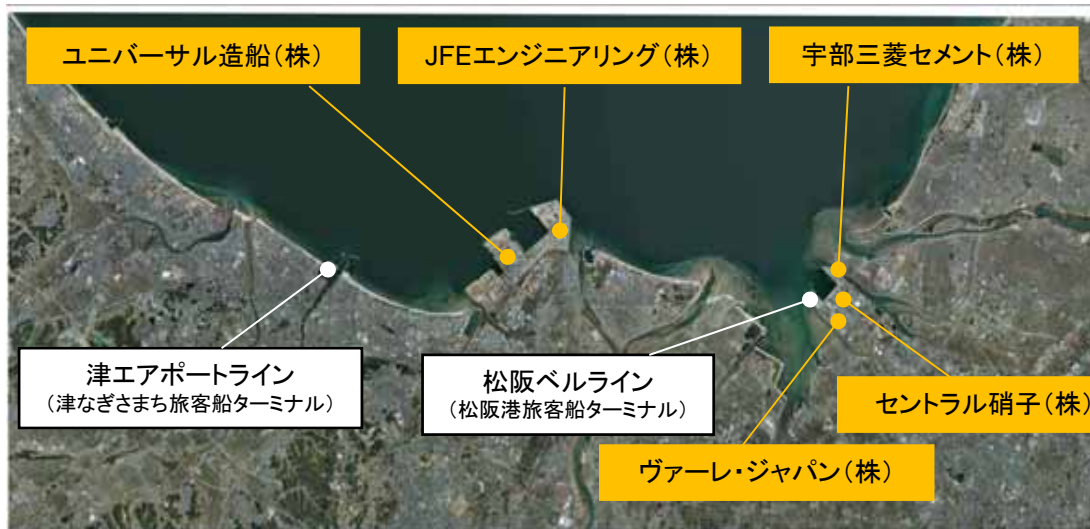 ユニバーサル造船(株)
JFEエンジニアリング(株)
宇部三菱セメント(株)
津エアポートライン
(津なぎさまち旅客船ターミナル)
松阪ベルライン
(松阪港旅客船ターミナル)
セントラル硝子(株)
ヴァーレ・ジャパン(株)